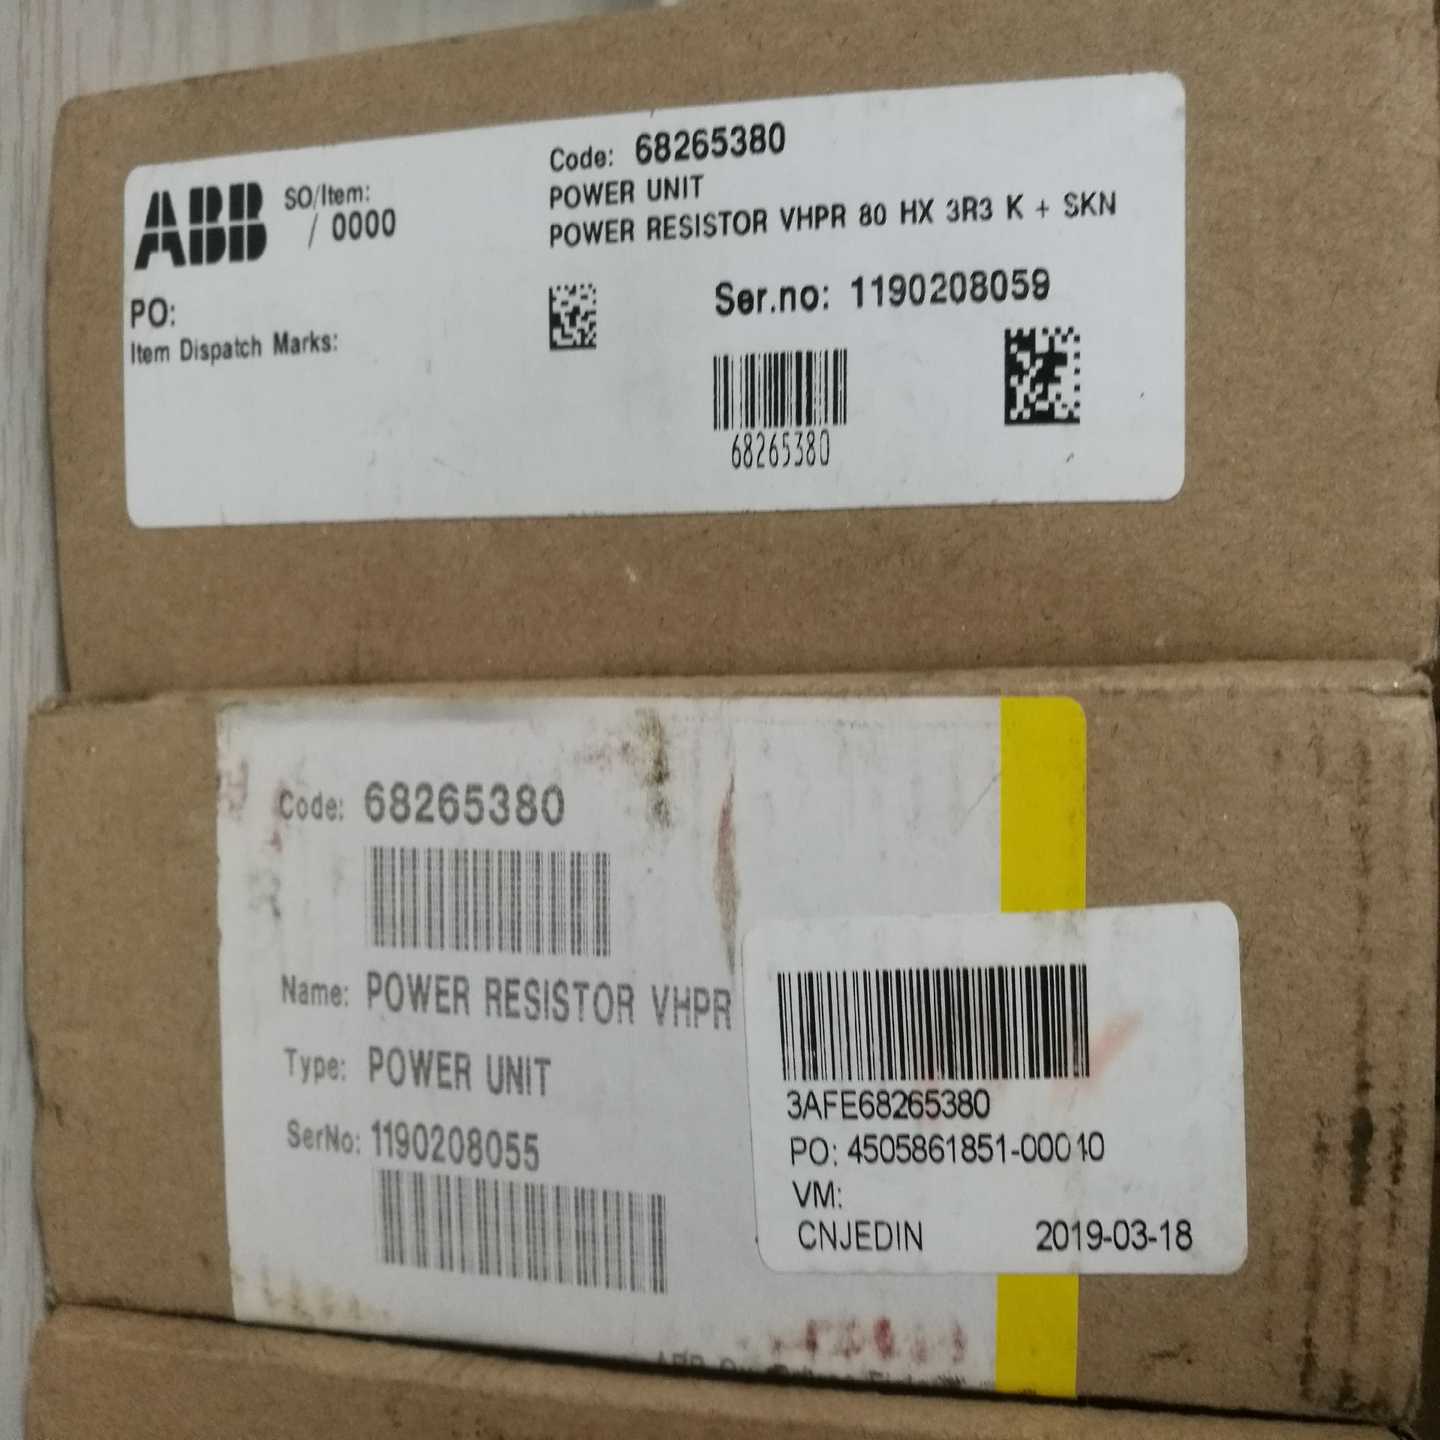 ABB
SO/Item:
/ 0000
PO:
Item Dispatch Marks:
Code: 68265380
POWER UNIT
POWER RESISTOR VHPR 80 HX 3R3 K + SKN
Ser.no: 1190208059
68265380
Code: 68265380
Name: POWER RESISTOR VHPR
Type: POWER UNIT
SerNo: 1190208055
3AFE68265380
PO: 4505861851-00010
VM:
CNJEDIN 2019-03-18
ABB Oy